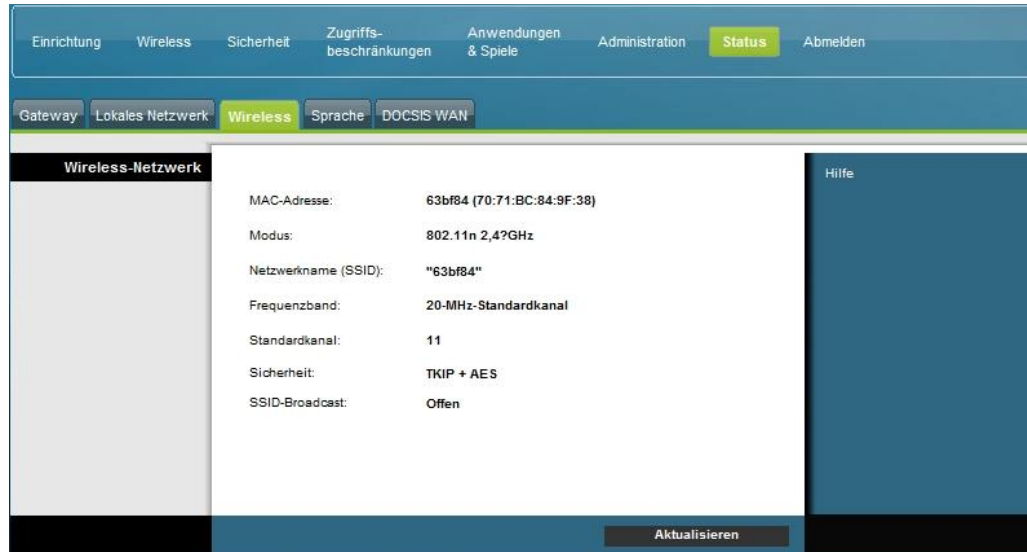 Einrichtung Wireless Sicherheit Zugriffs-beschränkungen Anwendungen & Spiele Administration Status Abmelden
Gateway Lokales Netzwerk Wireless Sprache DOCSIS WAN
Wireless-Netzwerk
Hilfe
MAC-Adresse: 63bf84 (70:71:BC:84:9F:38)
Modus: 802.11n 2,4?GHz
Netzwerkname (SSID): "63bf84"
Frequenzband: 20-MHz-Standardkanal
Standardkanal: 11
Sicherheit: TKIP + AES
SSID-Broadcast: Offen
Aktualisieren